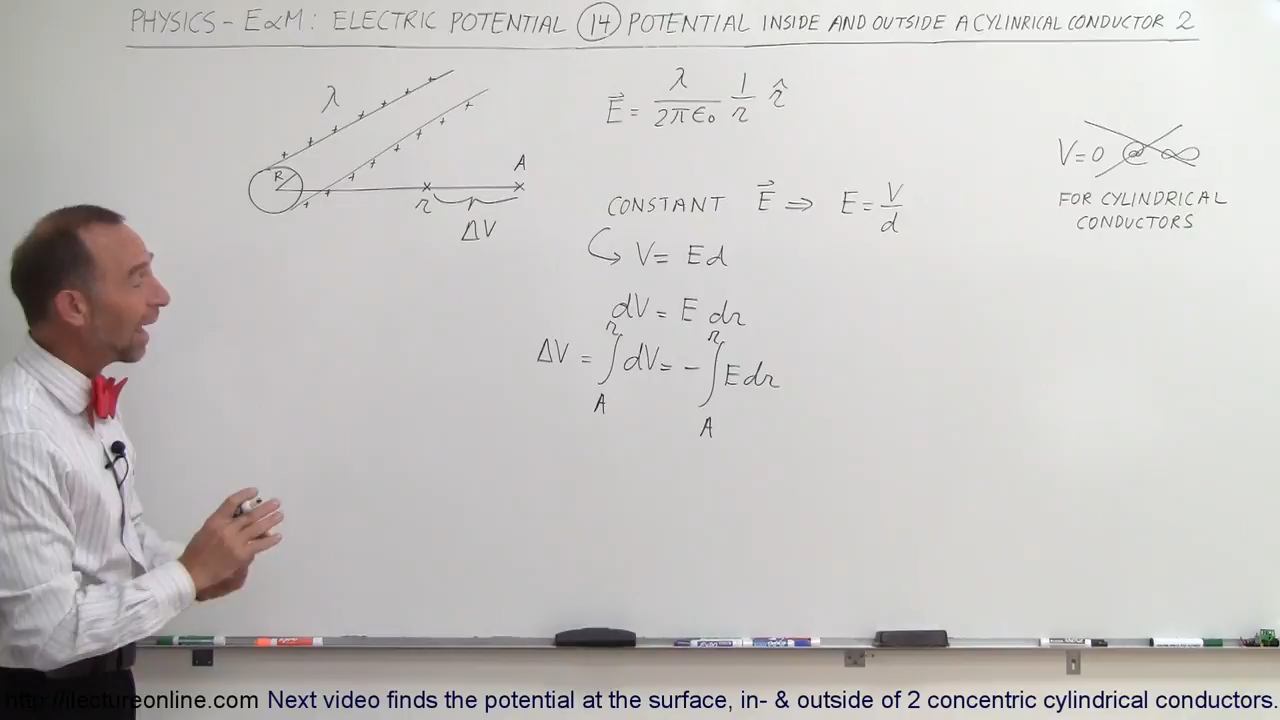 PHYSICS - E&M: ELECTRIC POTENTIAL 14 POTENTIAL INSIDE AND OUTSIDE A CYLINRICAL CONDUCTOR 2
λ
R
r
A
ΔV
E⃗ = λ/2πϵ₀ 1/r r̂
CONSTANT E⃗ ⇒ E = V/d
V = Ed
dV = E dr
ΔV = ∫_A^r dV = - ∫_A^r E dr
V=0 @ ∞
FOR CYLINDRICAL
CONDUCTORS
http://ilectureonline.com Next video finds the potential at the surface, in- & outside of 2 concentric cylindrical conductors.